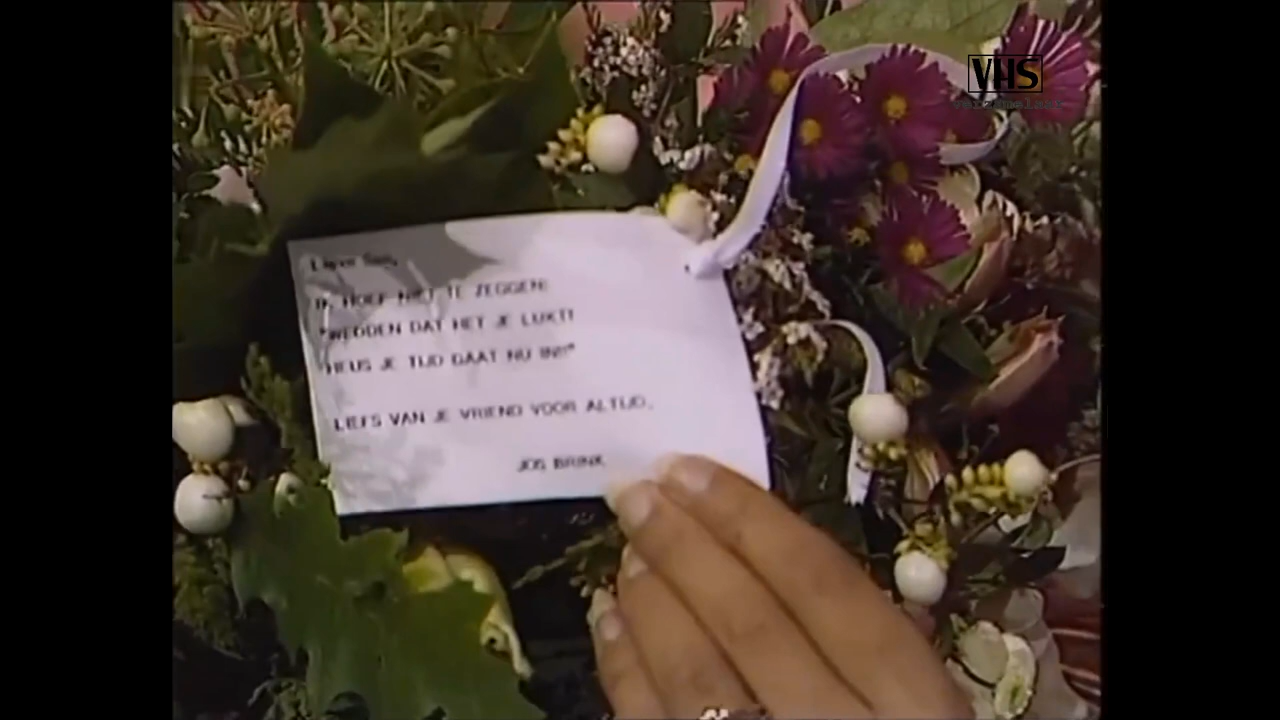 VHS
verzamelaar
Lieve
IK HOEF NIET TE ZEGGEN:
"WEDDEN DAT HET JE LUKT!
HEUS JE TIJD GAAT NU IN!!"
LIEFS VAN JE VRIEND VOOR ALTIJD,
JOS BRINK